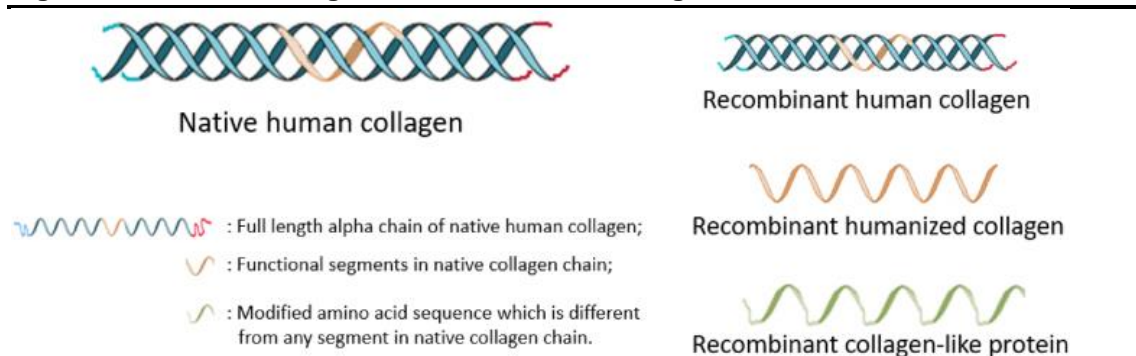 Native human collagen
Recombinant human collagen
: Full length alpha chain of native human collagen;
: Functional segments in native collagen chain;
: Modified amino acid sequence which is different
from any segment in native collagen chain.
Recombinant humanized collagen
Recombinant collagen-like protein